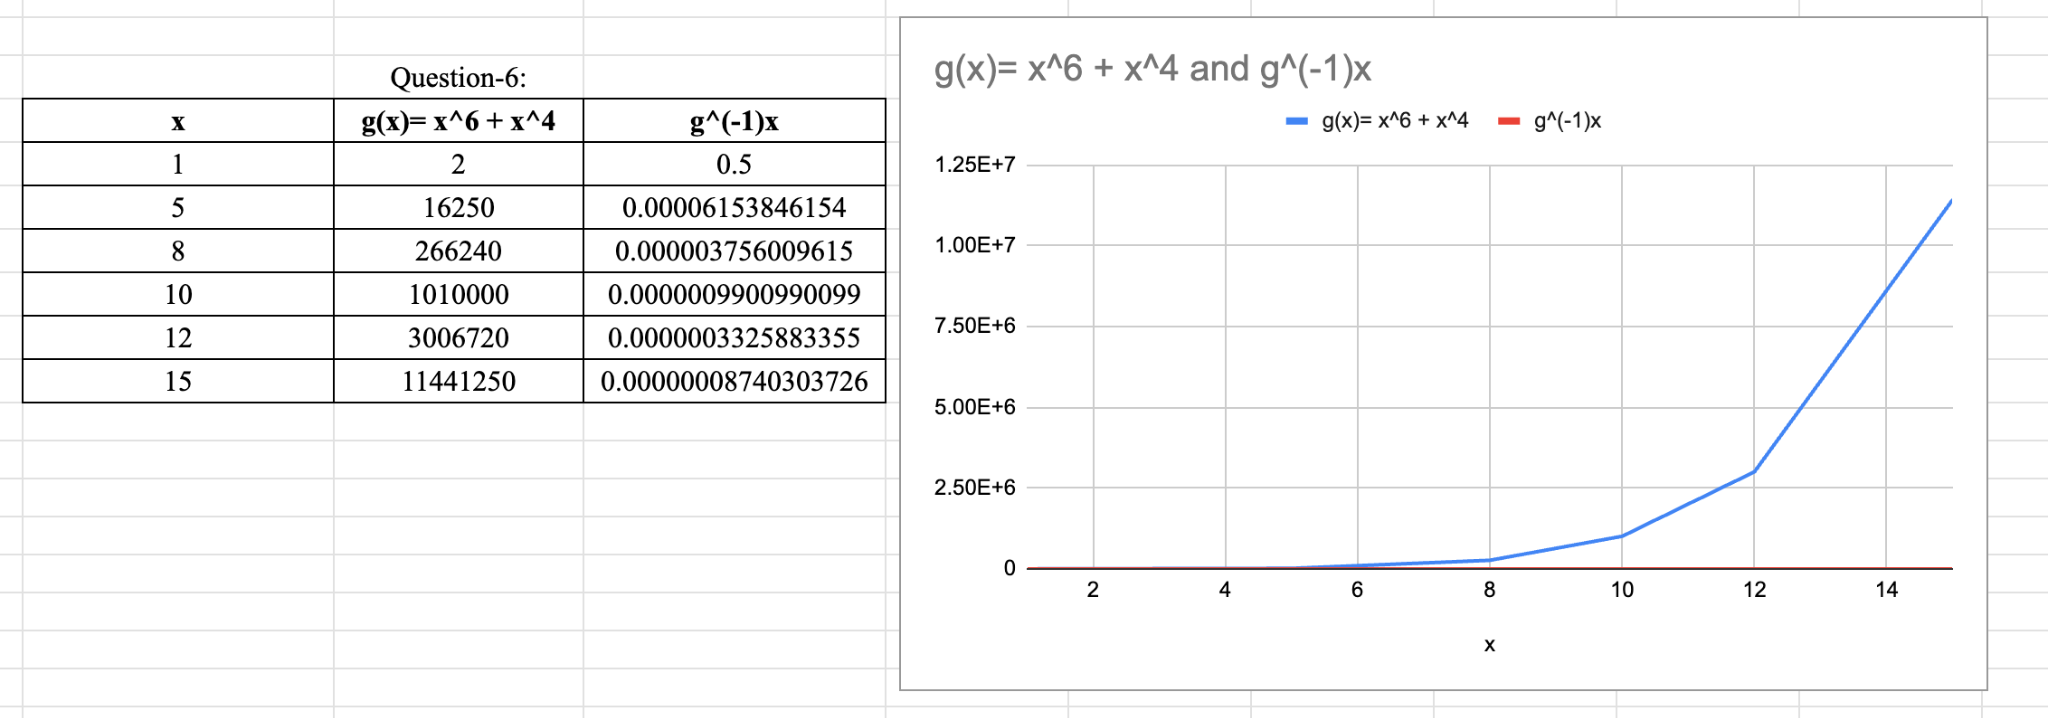 Question-6:
x g(x)= x^6 + x^4 g^(-1)x
1 2 0.5
5 16250 0.00006153846154
8 266240 0.000003756009615
10 1010000 0.0000009900990099
12 3006720 0.0000003325883355
15 11441250 0.00000008740303726
g(x)= x^6 + x^4 and g^(-1)x
g(x)= x^6 + x^4 g^(-1)x
1.25E+7
1.00E+7
7.50E+6
5.00E+6
2.50E+6
0
2 4 6 8 10 12 14
x